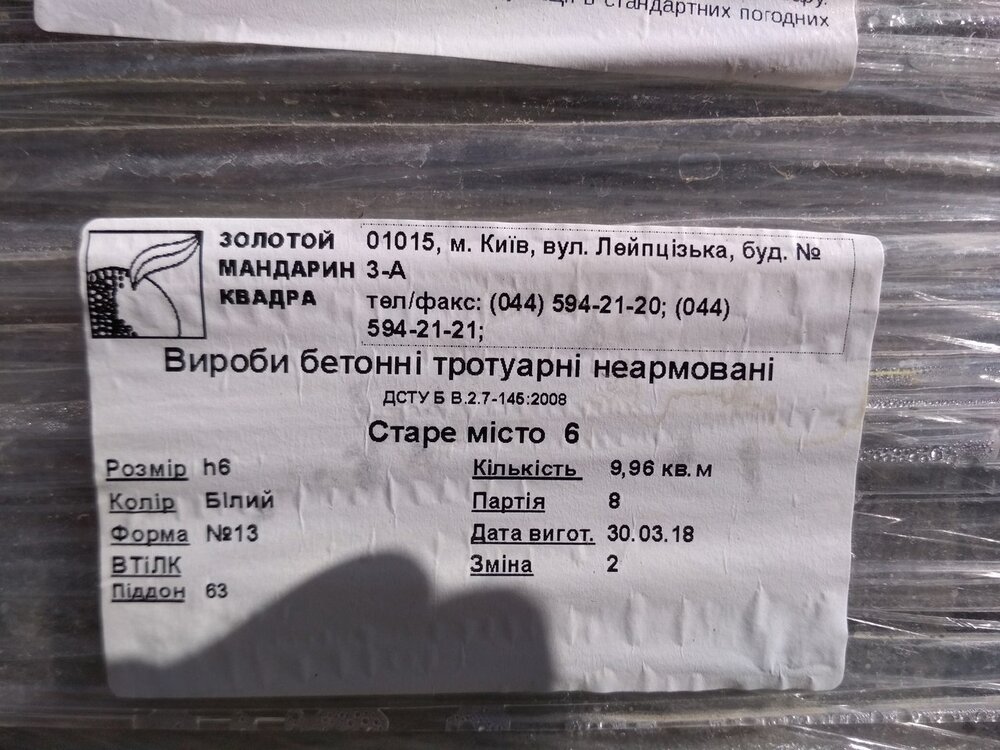 стандартних погодних
ЗОЛОТОЙ
МАНДАРИН
КВАДРА
01015, м. Київ, вул. Лейпцізька, буд. №
3-А
тел/факс: (044) 594-21-20; (044)
594-21-21;
Вироби бетонні тротуарні неармовані
ДСТУ Б В.2.7-145:2008
Старе місто 6
Розмір h6
Колір Білий
Форма №13
ВТІЛК
Піддон 63
Кількість 9,96 кв.м
Партія 8
Дата вигот. 30.03.18
Зміна 2